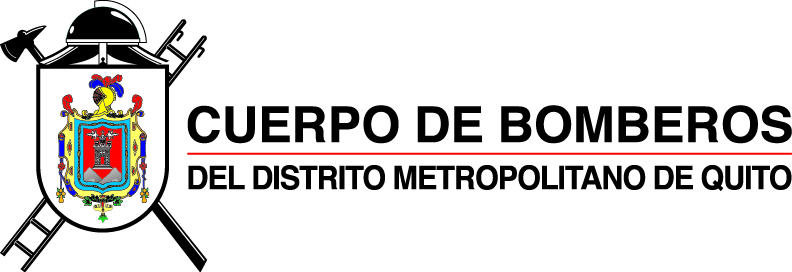 CUERPO DE BOMBEROS
DEL DISTRITO METROPOLITANO DE QUITO